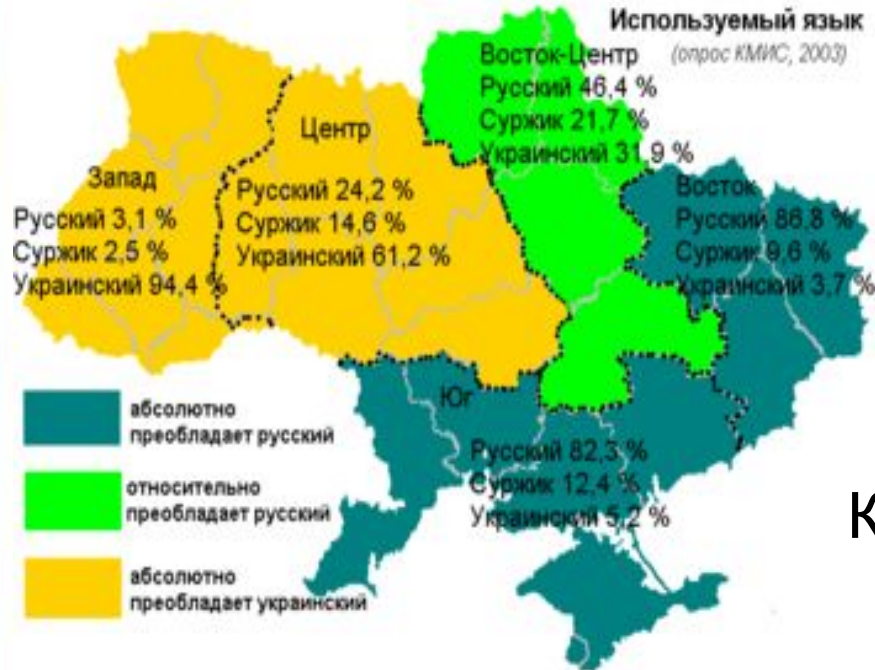 Используемый язык
(опрос КМИС, 2003)
Восток-Центр
Русский 46,4 %
Суржик 21,7 %
Украинский 31,9 %
Центр
Русский 24,2 %
Суржик 14,6 %
Украинский 61,2 %
Запад
Русский 3,1 %
Суржик 2,5 %
Украинский 94,4 %
Восток
Русский 86,8 %
Суржик 9,6 %
Украинский 3,7 %
Юг
Русский 82,3 %
Суржик 12,4 %
Украинский 5,2 %
абсолютно
преобладает русский
относительно
преобладает русский
абсолютно
преобладает украинский
К